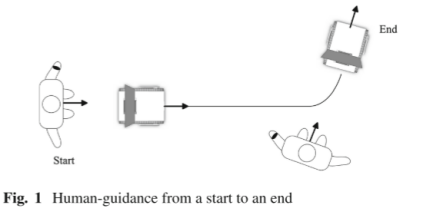 End
Start
Fig. 1 Human-guidance from a start to an end